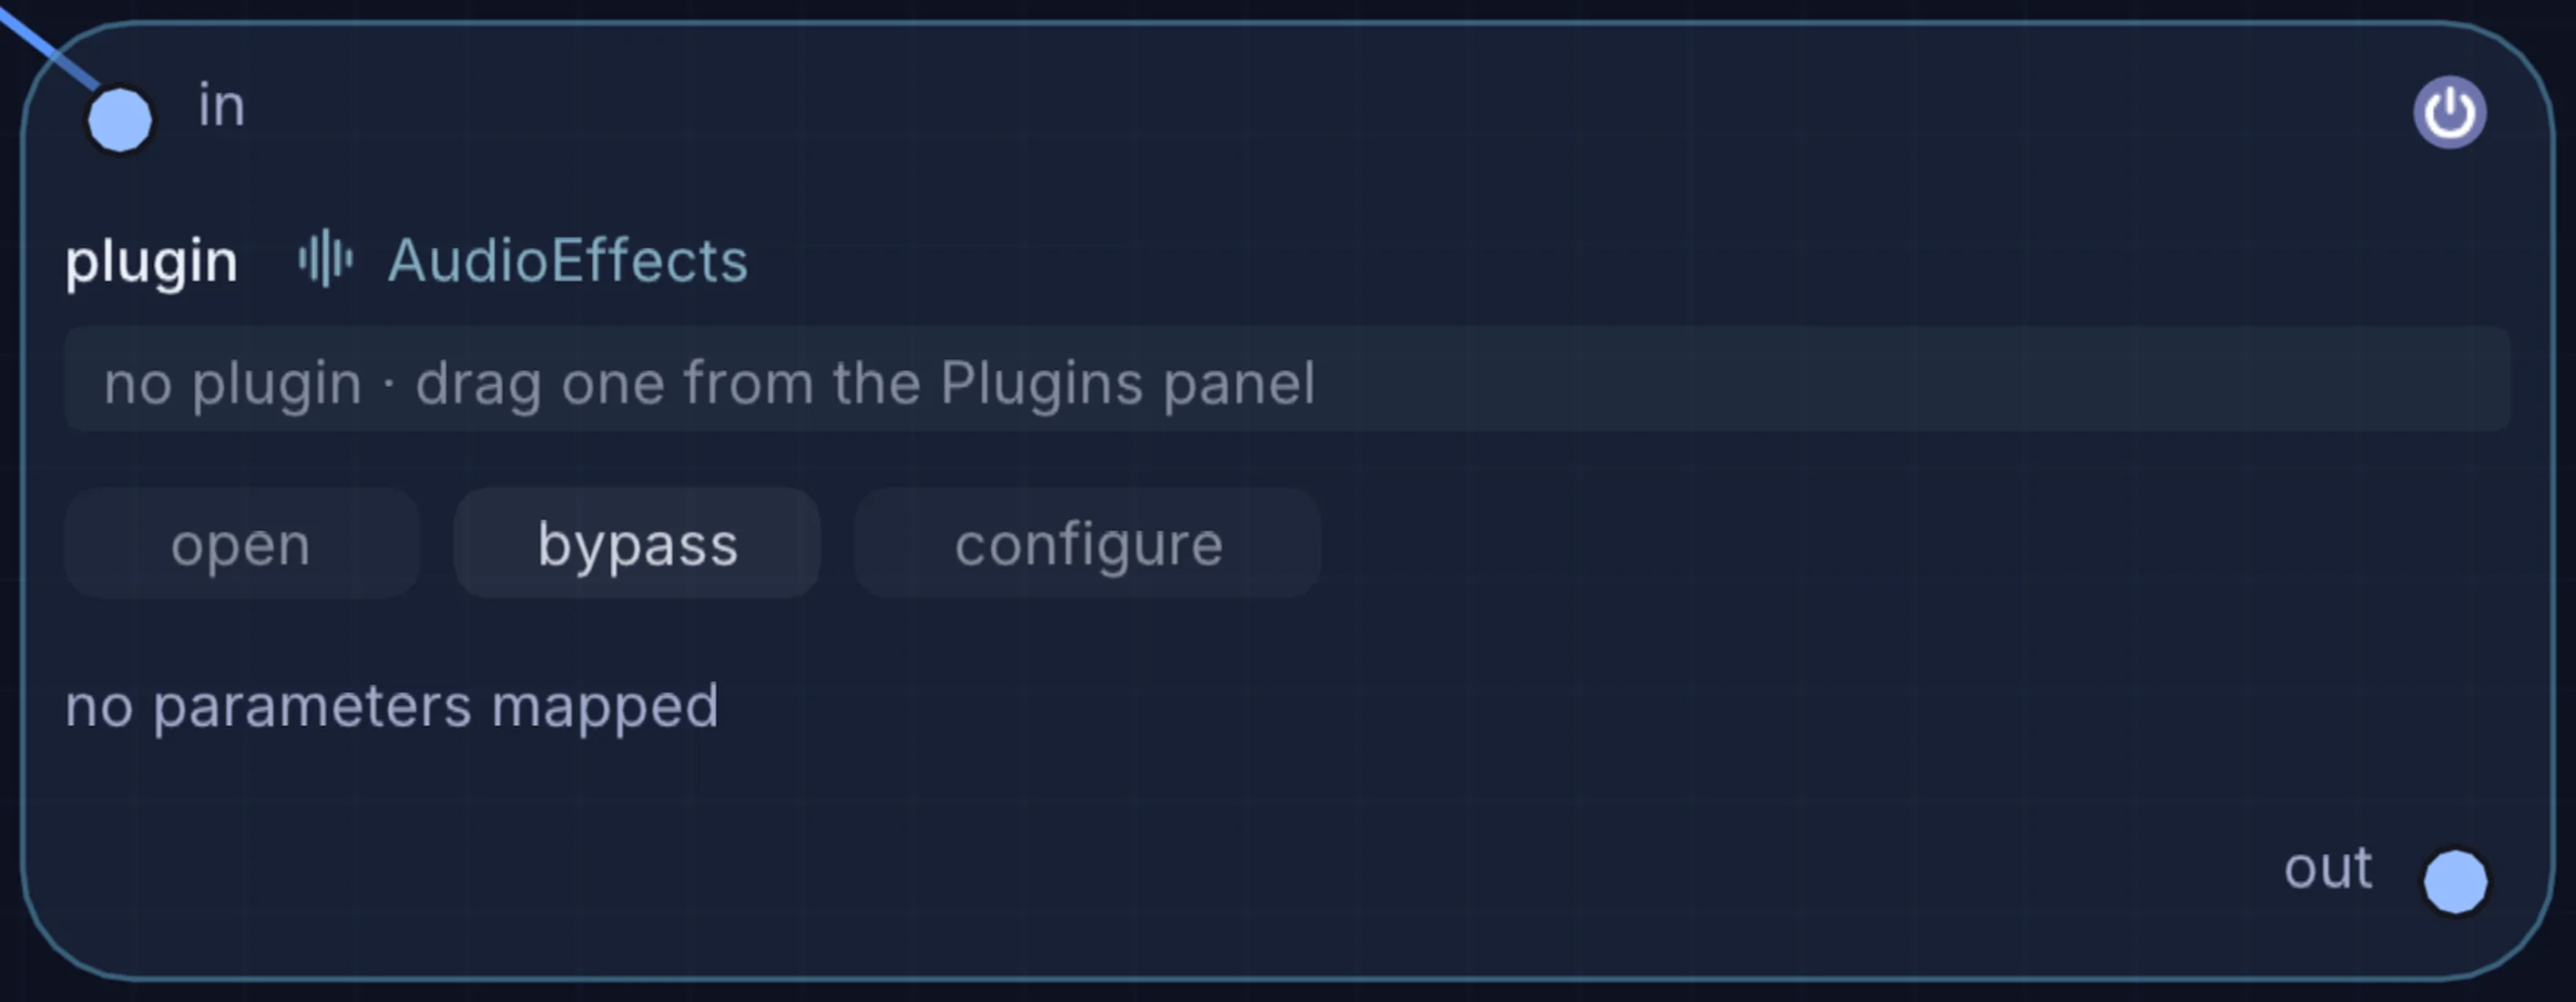 in
plugin AudioEffects
no plugin · drag one from the Plugins panel
open bypass configure
no parameters mapped
out